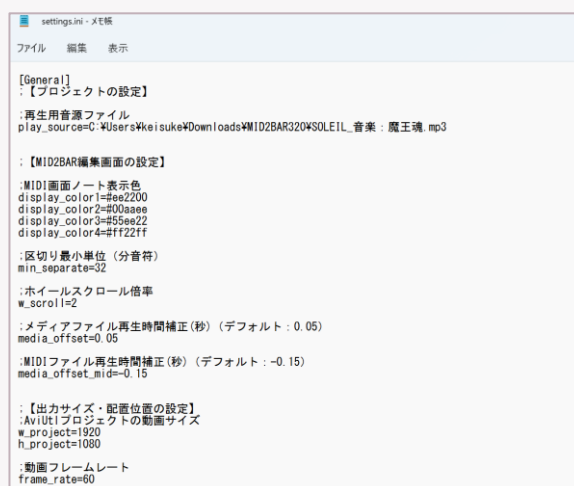 settings.ini - メモ帳
ファイル 編集 表示
[General]
;【プロジェクトの設定】
;再生用音源ファイル
play_source=C:¥Users¥keisuke¥Downloads¥MID2BAR320¥SOLEIL_音楽：魔王魂.mp3
;【MID2BAR編集画面の設定】
;MIDI画面ノート表示色
display_color1=#ee2200
display_color2=#00aaee
display_color3=#55ee22
display_color4=#ff22ff
;区切り最小単位（分音符）
min_separate=32
;ホイールスクロール倍率
w_scroll=2
;メディアファイル再生時間補正(秒)（デフォルト：0.05）
media_offset=0.05
;MIDIファイル再生時間補正(秒)（デフォルト：-0.15）
media_offset_mid=-0.15
;【出力サイズ・配置位置の設定】
;AviUtlプロジェクトの動画サイズ
w_project=1920
h_project=1080
;動画フレームレート
frame_rate=60